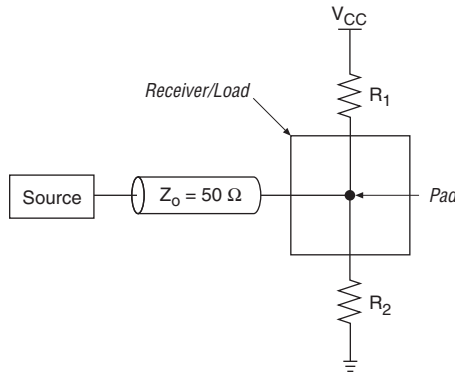 VCC
R1
Receiver/Load
Source
Zo = 50 Ω
Pad
R2